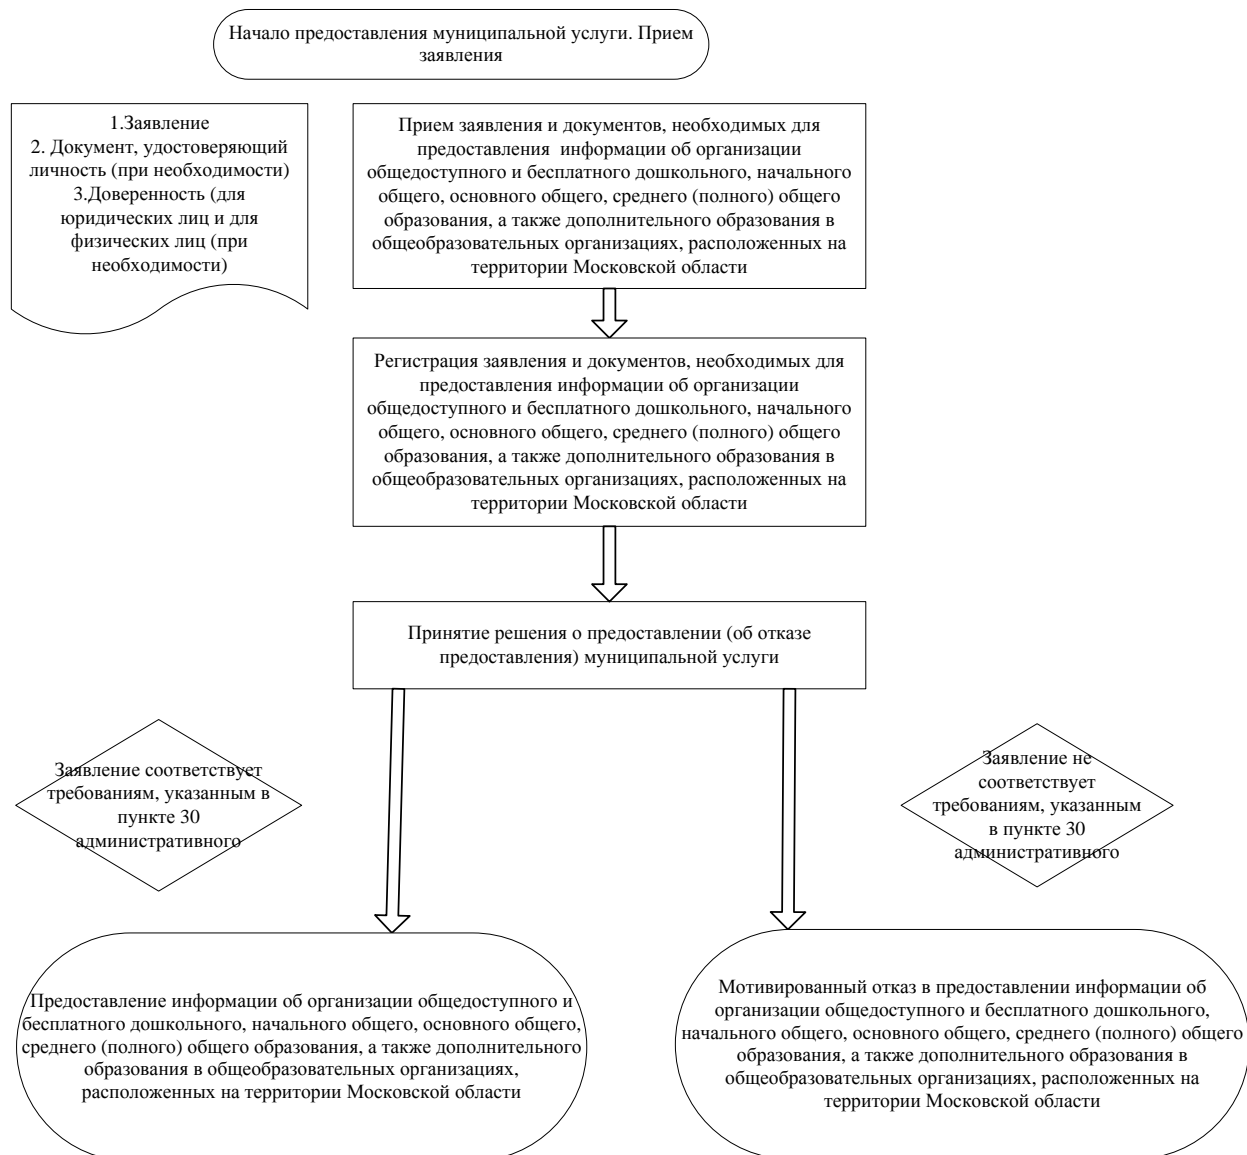 Начало предоставления муниципальной услуги. Прием
заявления
1.Заявление
2. Документ, удостоверяющий
личность (при необходимости)
3.Доверенность (для
юридических лиц и для
физических лиц (при
необходимости)
Прием заявления и документов, необходимых для
предоставления информации об организации
общедоступного и бесплатного дошкольного, начального
общего, основного общего, среднего (полного) общего
образования, а также дополнительного образования в
общеобразовательных организациях, расположенных на
территории Московской области
Регистрация заявления и документов, необходимых для
предоставления информации об организации
общедоступного и бесплатного дошкольного, начального
общего, основного общего, среднего (полного) общего
образования, а также дополнительного образования в
общеобразовательных организациях, расположенных на
территории Московской области
Принятие решения о предоставлении (об отказе
предоставления) муниципальной услуги
Заявление соответствует
требованиям, указанным в
пункте 30
административного
Заявление не
соответствует
требованиям, указанным
в пункте 30
административного
Предоставление информации об организации общедоступного и
бесплатного дошкольного, начального общего, основного общего,
среднего (полного) общего образования, а также дополнительного
образования в общеобразовательных организациях,
расположенных на территории Московской области
Мотивированный отказ в предоставлении информации об
организации общедоступного и бесплатного дошкольного,
начального общего, основного общего, среднего (полного) общего
образования, а также дополнительного образования в
общеобразовательных организациях, расположенных на
территории Московской области